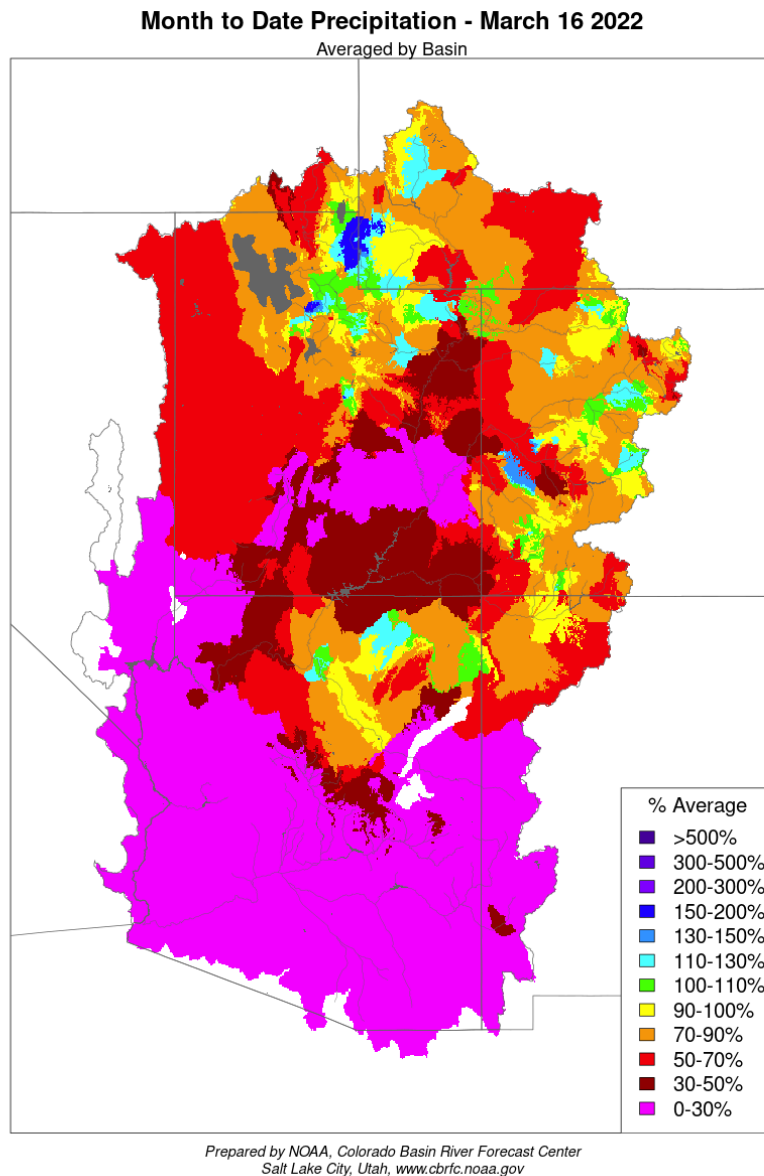 Month to Date Precipitation - March 16 2022
Averaged by Basin
% Average
>500%
300-500%
200-300%
150-200%
130-150%
110-130%
100-110%
90-100%
70-90%
50-70%
30-50%
0-30%
Prepared by NOAA, Colorado Basin River Forecast Center
Salt Lake City, Utah, www.cbrfc.noaa.gov